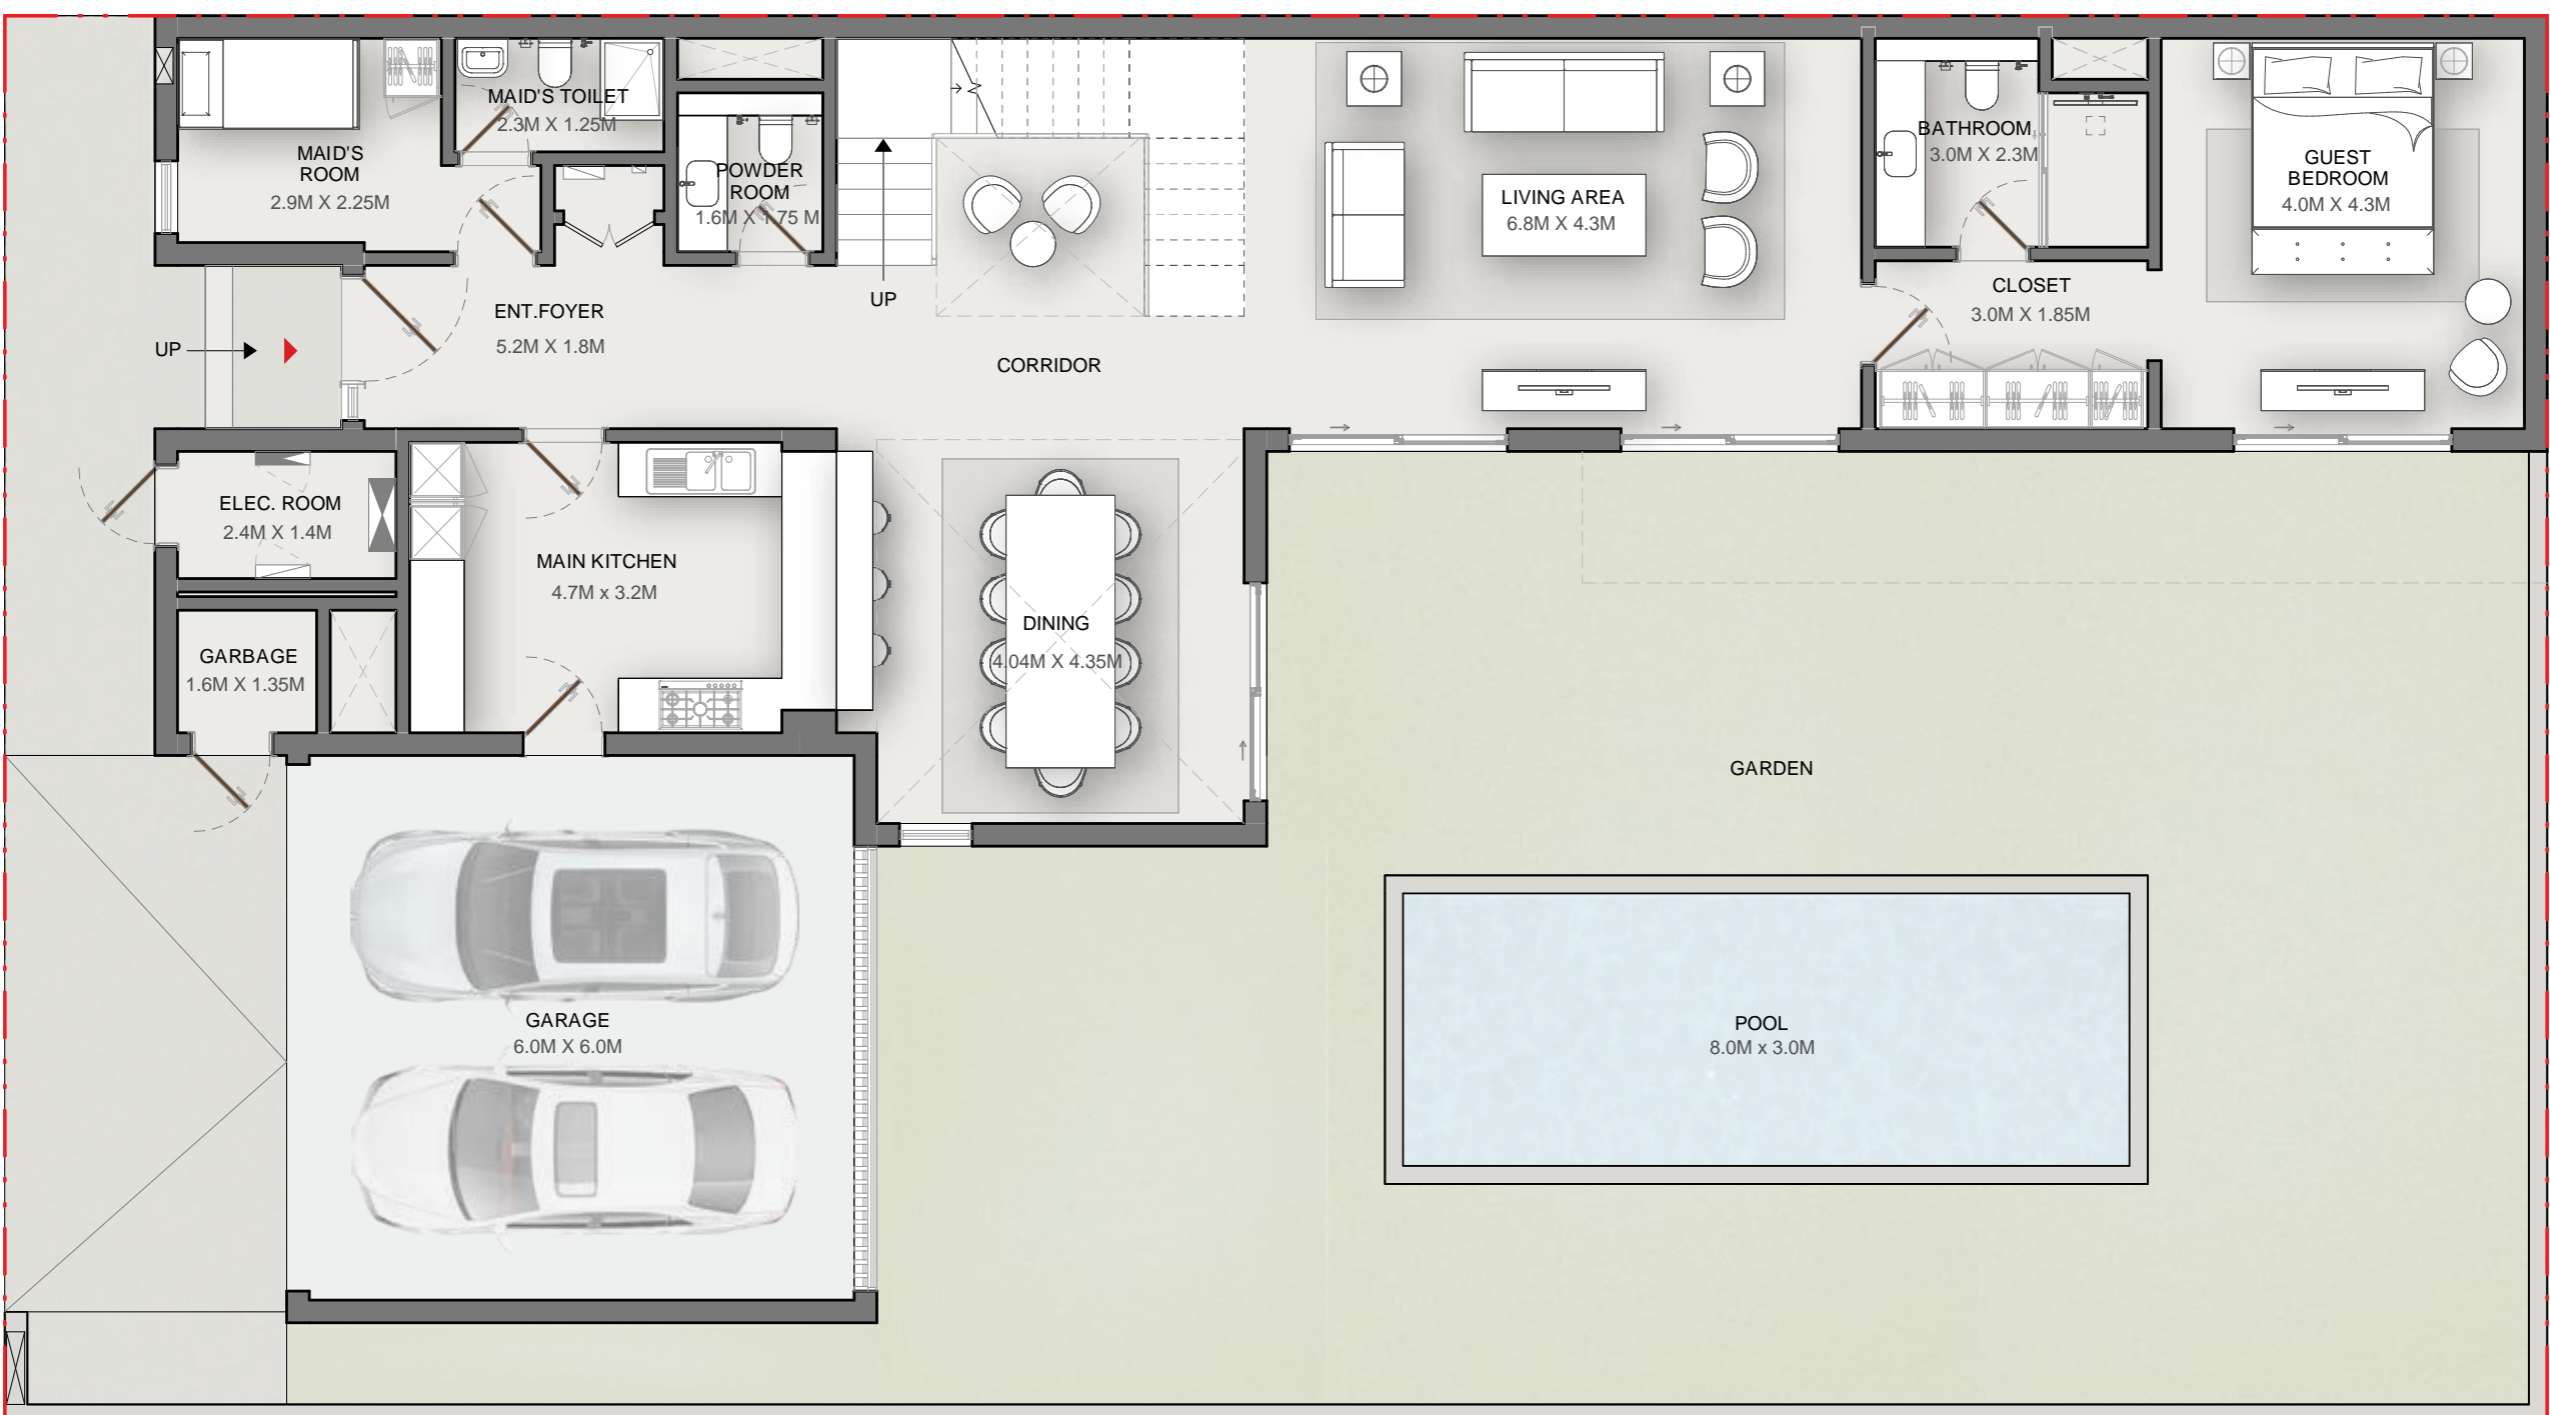 MAID'S TOILET
2.3M X 1.25M
MAID'S
ROOM
2.9M X 2.25M
POWDER
ROOM
1.6M X 1.75 M
UP
LIVING AREA
6.8M X 4.3M
BATHROOM
3.0M X 2.3M
GUEST
BEDROOM
4.0M X 4.3M
CLOSET
3.0M X 1.85M
UP
ENT.FOYER
5.2M X 1.8M
CORRIDOR
ELEC. ROOM
2.4M X 1.4M
MAIN KITCHEN
4.7M x 3.2M
DINING
4.04M X 4.35M
GARBAGE
1.6M X 1.35M
GARDEN
GARAGE
6.0M X 6.0M
POOL
8.0M x 3.0M